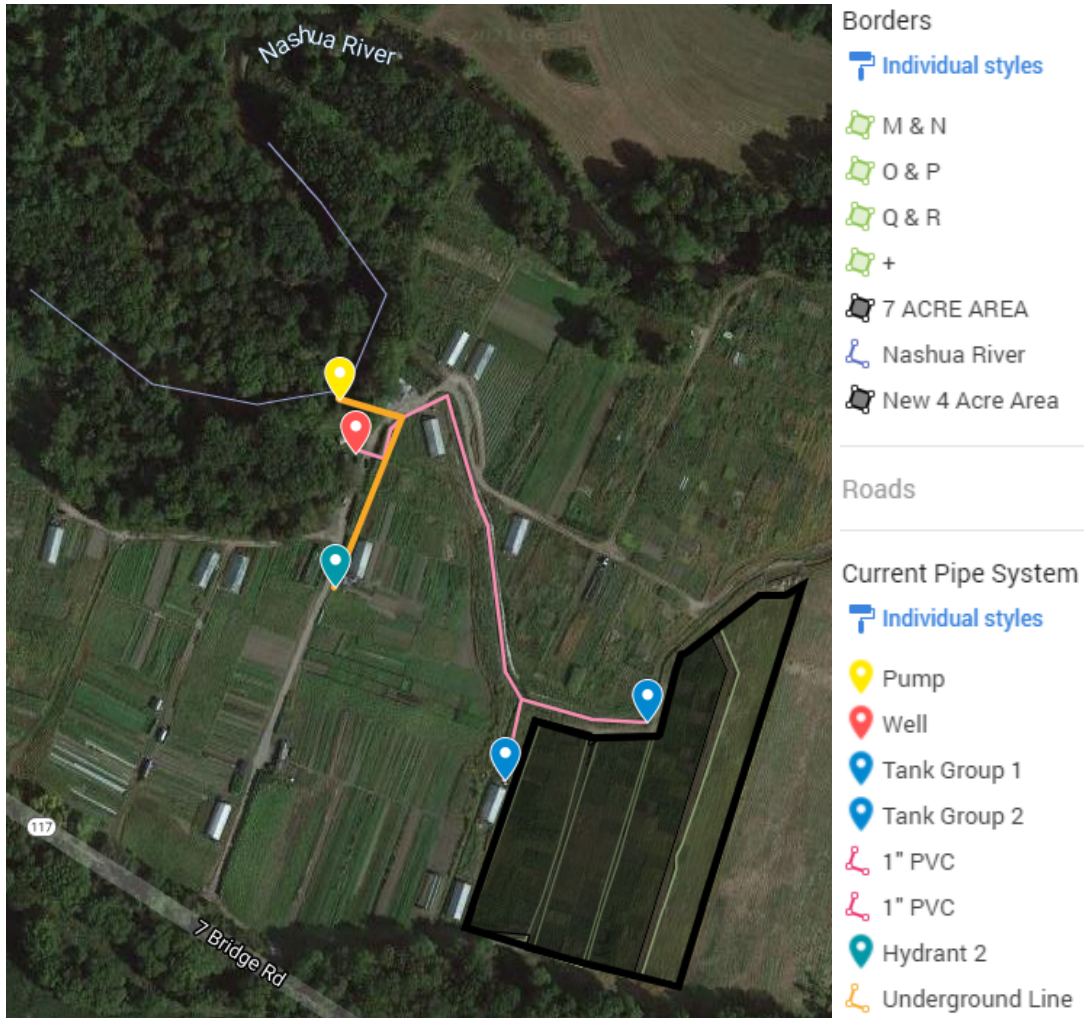 Nashua River
117
7 Bridge Rd
Borders
Individual styles
M & N
O & P
Q & R
+
7 ACRE AREA
Nashua River
New 4 Acre Area
Roads
Current Pipe System
Individual styles
Pump
Well
Tank Group 1
Tank Group 2
1" PVC
1" PVC
Hydrant 2
Underground Line